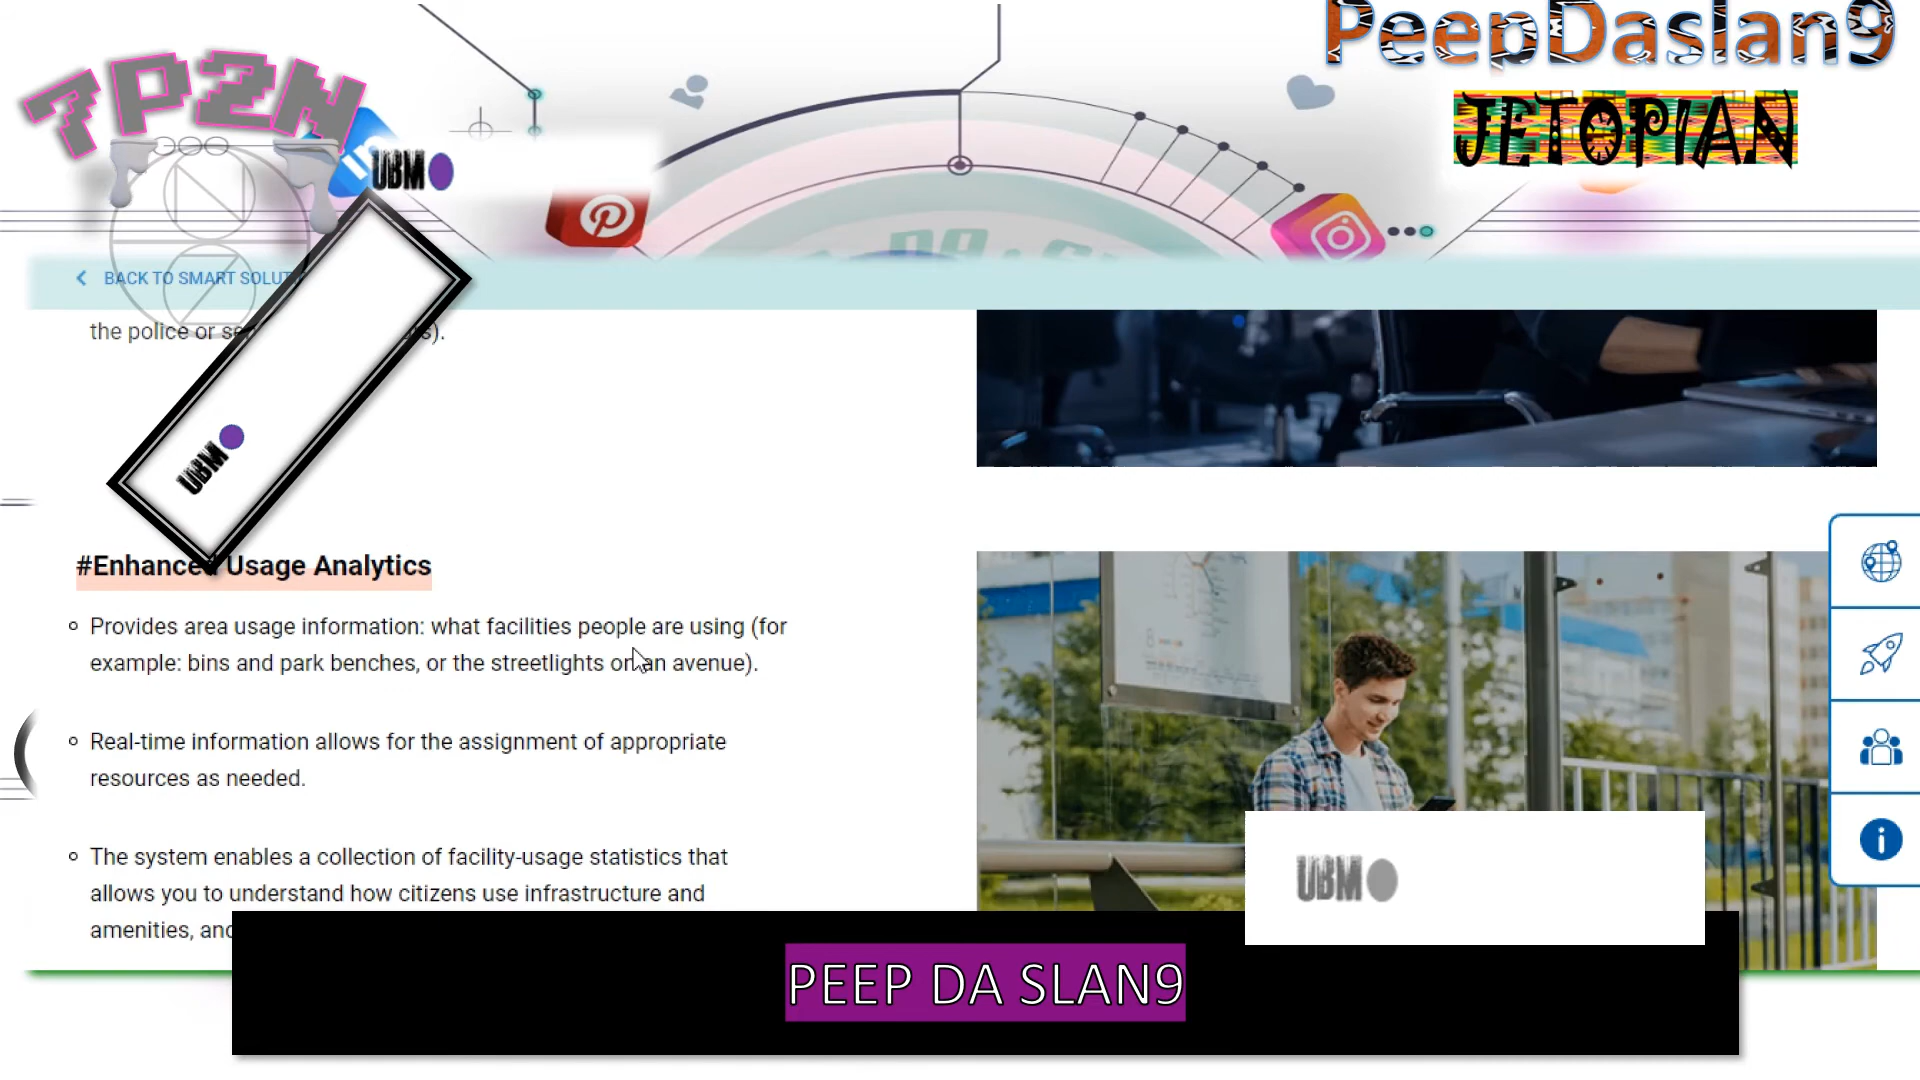 PeepDaslan9
7P2N
JETOPIAN
UBM
BACK TO SMART SOLUT
the police or se s).
UBM
#Enhanced Usage Analytics
Provides area usage information: what facilities people are using (for
example: bins and park benches, or the streetlights on an avenue).
Real-time information allows for the assignment of appropriate
resources as needed.
The system enables a collection of facility-usage statistics that
allows you to understand how citizens use infrastructure and
amenities, and
UBM
PEEP DA SLAN9